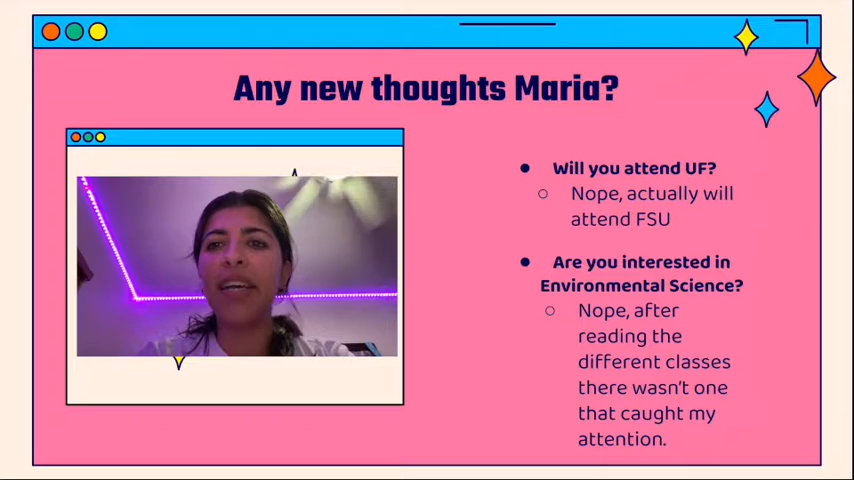 Any new thoughts Maria?
● Will you attend UF?
○ Nope, actually will
attend FSU
● Are you interested in
Environmental Science?
○ Nope, after
reading the
different classes
there wasn't one
that caught my
attention.